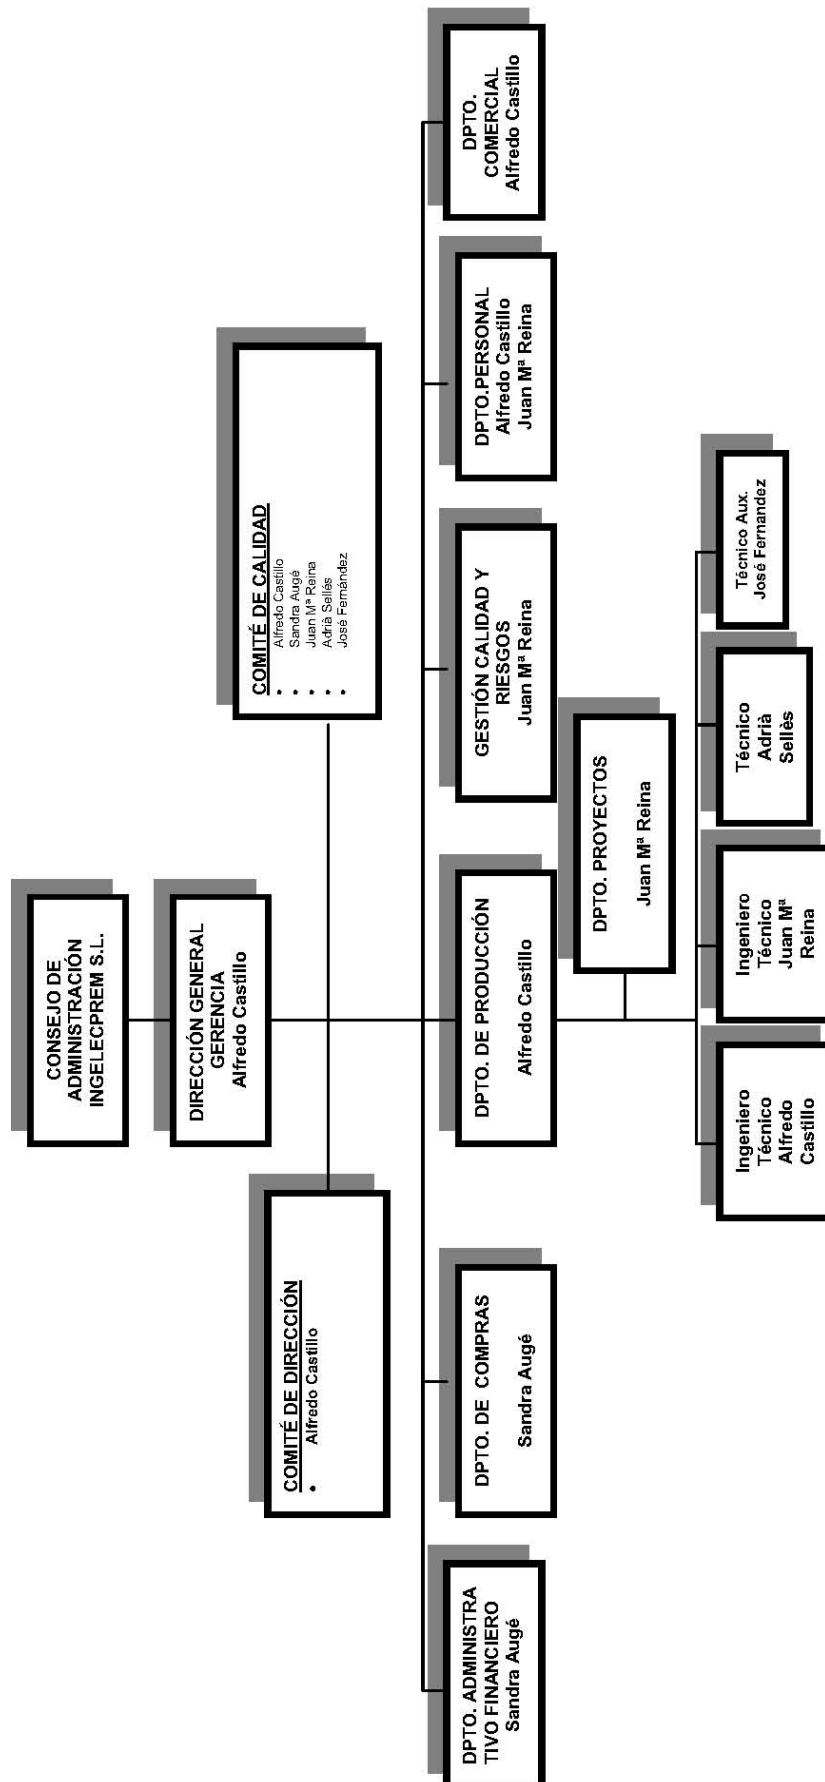 CONSEJO DE
ADMINISTRACIÓN
INGELECPREM S.L.
DIRECCIÓN GENERAL
GERENCIA
Alfredo Castillo
COMITÉ DE DIRECCIÓN
• Alfredo Castillo
COMITÉ DE CALIDAD
• Alfredo Castillo
• Sandra Augé
• Juan Mª Reina
• Adrià Sellés
• José Fernández
DPTO. ADMINISTRA
TIVO FINANCIERO
Sandra Augé
DPTO. DE COMPRAS
Sandra Augé
DPTO. DE PRODUCCIÓN
Alfredo Castillo
GESTIÓN CALIDAD Y
RIESGOS
Juan Mª Reina
DPTO.PERSONAL
Alfredo Castillo
Juan Mª Reina
DPTO.
COMERCIAL
Alfredo Castillo
DPTO. PROYECTOS
Juan Mª Reina
Ingeniero
Técnico
Alfredo
Castillo
Ingeniero
Técnico
Juan Mª
Reina
Técnico
Adrià
Sellès
Técnico Aux.
José Fernandez